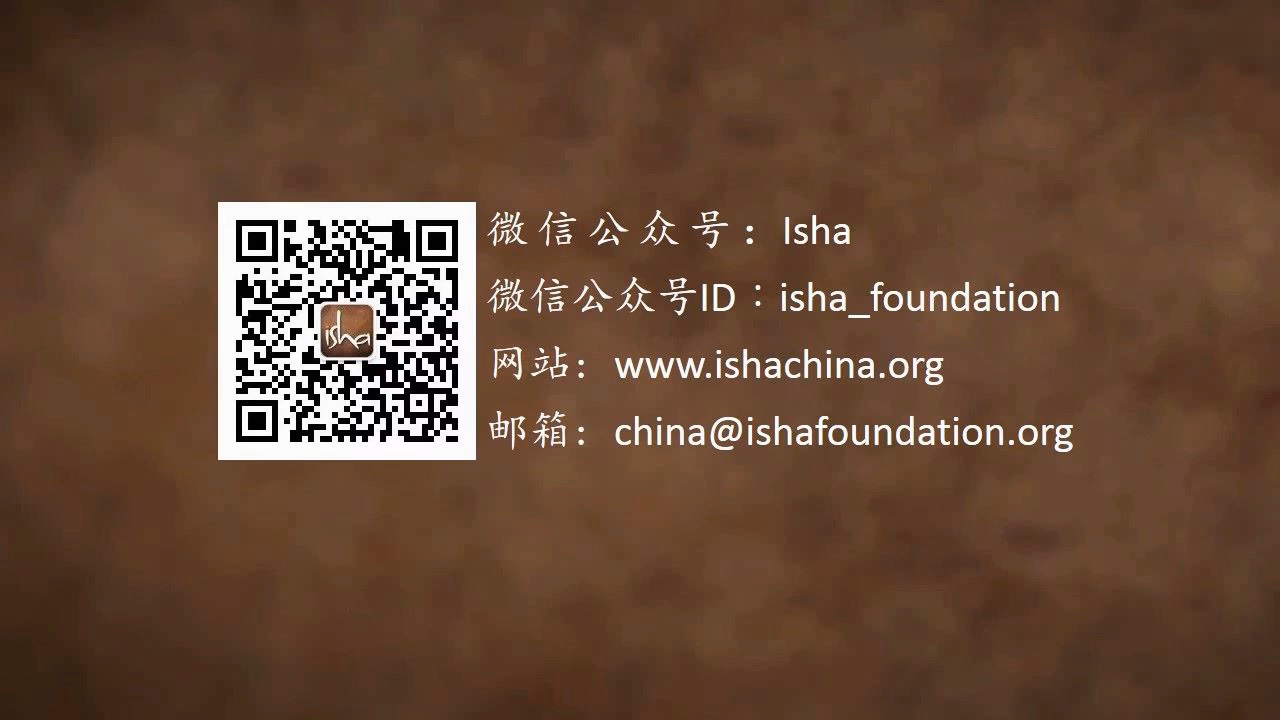 isha
微信公众号：Isha
微信公众号ID：isha_foundation
网站：www.ishachina.org
邮箱：china@ishafoundation.org